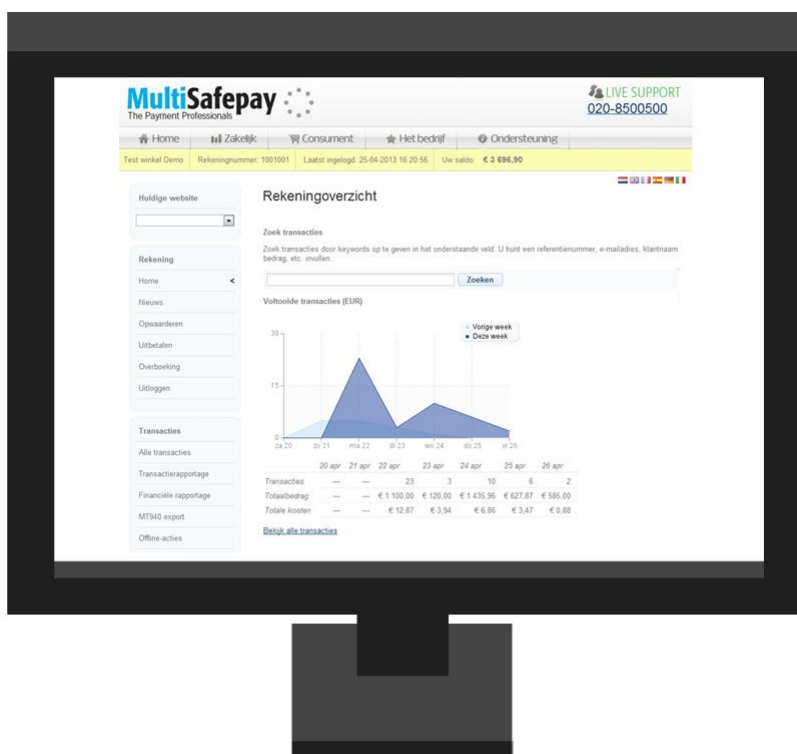 MultiSafepay
The Payment Professionals
LIVE SUPPORT
020-8500500
Home Zakelijk Consument Het bedrijf Ondersteuning
Test winkel Demo Rekeningnummer: 1001001 Laatst ingelogd: 25-04-2013 16:20:56 Uw saldo: € 3 696,90
Huidige website
Rekening
Home <
Nieuws
Opwaarderen
Uitbetalen
Overboeking
Uitloggen
Transacties
Alle transacties
Transactierapportage
Financiële rapportage
MT940 export
Offline-acties
Rekeningoverzicht
Zoek transacties
Zoek transacties door keywords op te geven in het onderstaande veld. U kunt een referentienummer, e-mailadres, klantnaam
bedrag, etc. invullen.
Zoeken
Voltooide transacties (EUR)
Vorige week
Deze week
30
15
0
za 20 zo 21 ma 22 di 23 wo 24 do 25 vr 26
20 apr 21 apr 22 apr 23 apr 24 apr 25 apr 26 apr
Transacties — — 23 3 10 6 2
Totaalbedrag — — € 1 100,00 € 120,00 € 1 435,96 € 627,87 € 585,00
Totale kosten — — € 12,87 € 3,94 € 6,86 € 3,47 € 0,88
Bekijk alle transacties